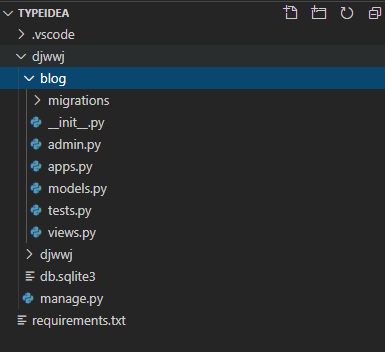 TYPEIDEA
.vscode
djwwj
blog
migrations
__init__.py
admin.py
apps.py
models.py
tests.py
views.py
djwwj
db.sqlite3
manage.py
requirements.txt